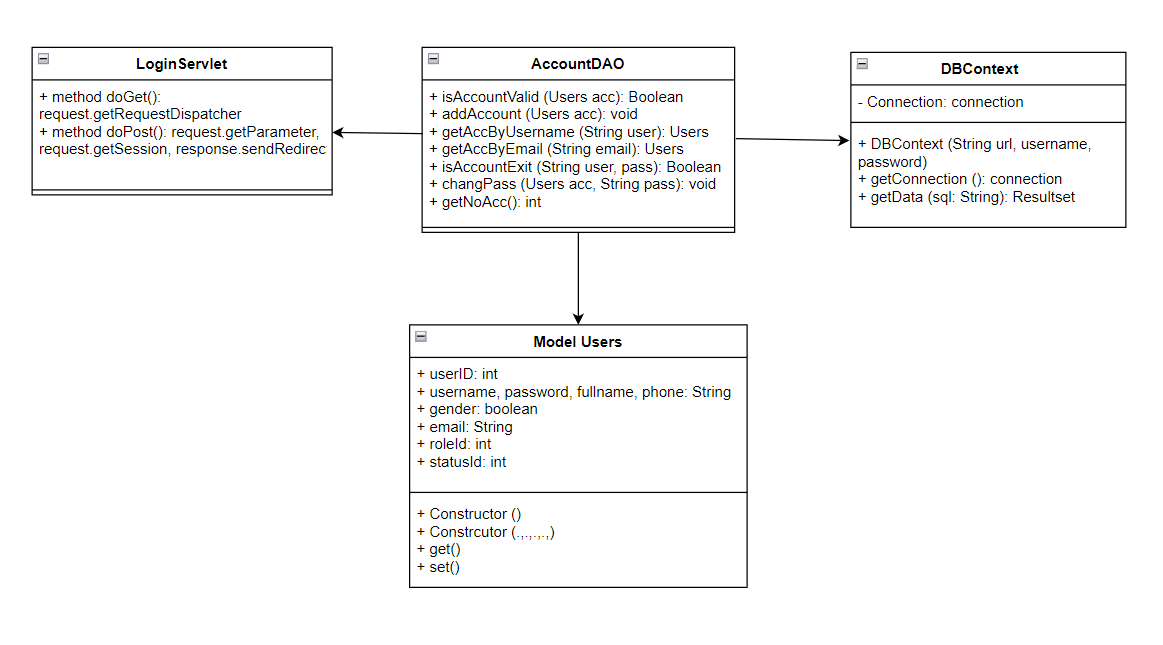 LoginServlet
+ method doGet():
request.getRequestDispatcher
+ method doPost(): request.getParameter,
request.getSession, response.sendRedirec
AccountDAO
+ isAccountValid (Users acc): Boolean
+ addAccount (Users acc): void
+ getAccByUsername (String user): Users
+ getAccByEmail (String email): Users
+ isAccountExit (String user, pass): Boolean
+ changPass (Users acc, String pass): void
+ getNoAcc(): int
DBContext
- Connection: connection
+ DBContext (String url, username,
password)
+ getConnection (): connection
+ getData (sql: String): Resultset
Model Users
+ userID: int
+ username, password, fullname, phone: String
+ gender: boolean
+ email: String
+ roleId: int
+ statusId: int
+ Constructor ()
+ Constrcutor (.,.,.,.,)
+ get()
+ set()